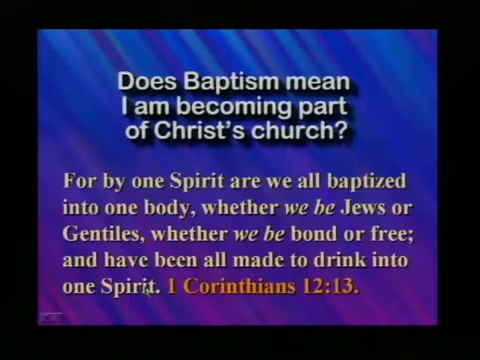 Does Baptism mean
I am becoming part
of Christ's church?
For by one Spirit are we all baptized
into one body, whether we be Jews or
Gentiles, whether we be bond or free;
and have been all made to drink into
one Spirit. 1 Corinthians 12:13.